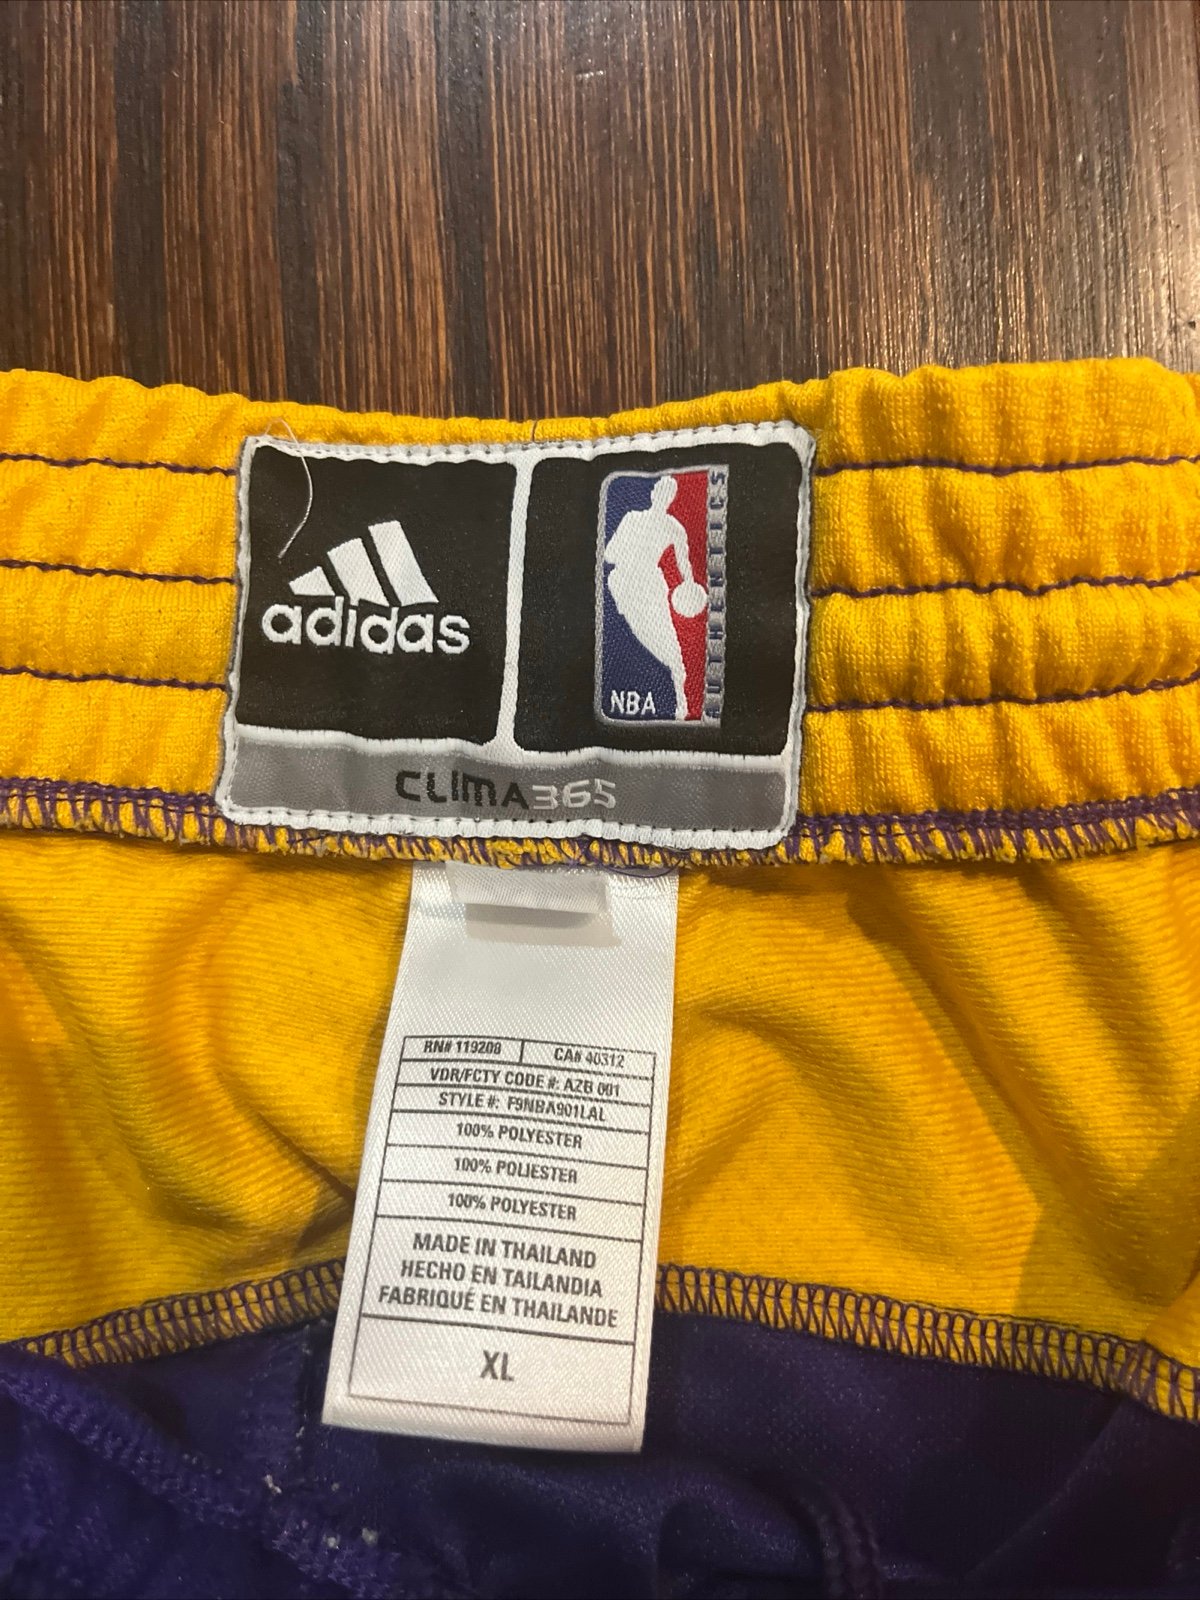 adidas
NBA
AUTHENTICS
CLIMA365
RN# 119208 CA# 40312
VDR/FCTY CODE #: AZB 001
STYLE #: F9NBA901LAL
100% POLYESTER
100% POLIESTER
100% POLYESTER
MADE IN THAILAND
HECHO EN TAILANDIA
FABRIQUÉ EN THAILANDE
XL